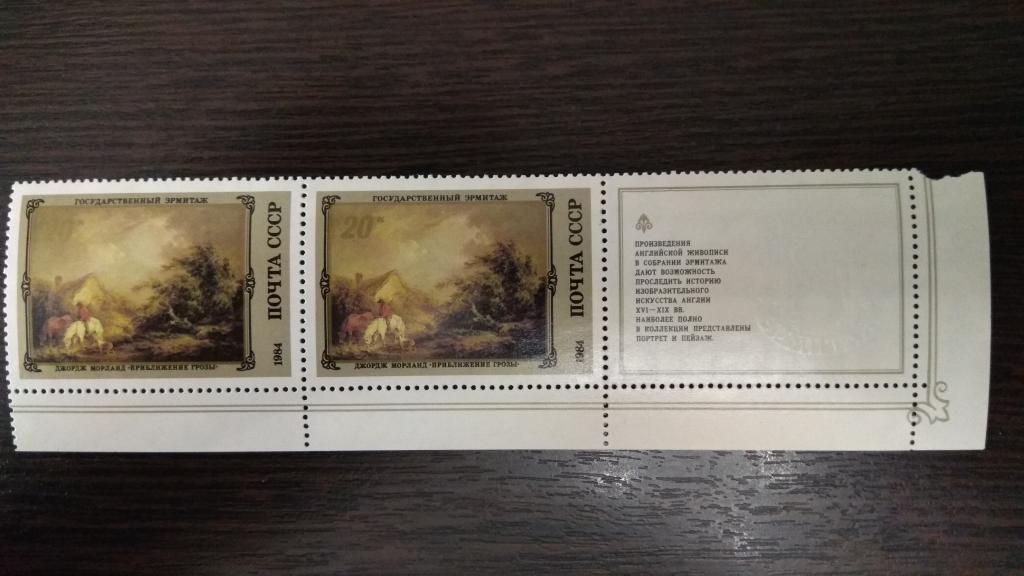 ГОСУДАРСТВЕННЫЙ ЭРМИТАЖ
20к
ПОЧТА СССР
1984
ДЖОРДЖ МОРЛАНД «ПРИБЛИЖЕНИЕ ГРОЗЫ»
ГОСУДАРСТВЕННЫЙ ЭРМИТАЖ
20к
ПОЧТА СССР
1984
ДЖОРДЖ МОРЛАНД «ПРИБЛИЖЕНИЕ ГРОЗЫ»
ПРОИЗВЕДЕНИЯ
АНГЛИЙСКОЙ ЖИВОПИСИ
В СОБРАНИИ ЭРМИТАЖА
ДАЮТ ВОЗМОЖНОСТЬ
ПРОСЛЕДИТЬ ИСТОРИЮ
ИЗОБРАЗИТЕЛЬНОГО
ИСКУССТВА АНГЛИИ
XVI—XIX ВВ.
НАИБОЛЕЕ ПОЛНО
В КОЛЛЕКЦИИ ПРЕДСТАВЛЕНЫ
ПОРТРЕТ И ПЕЙЗАЖ.